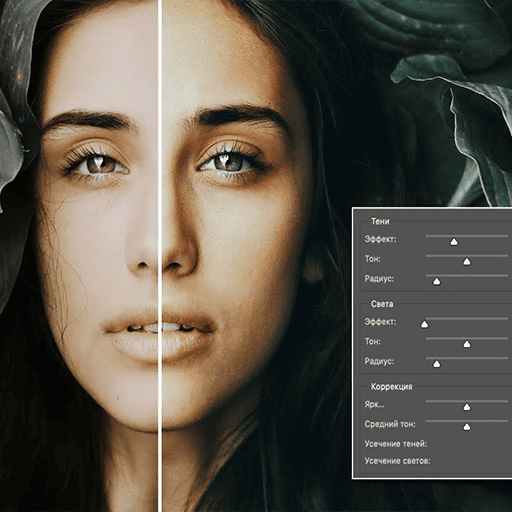 Тени
Эффект:
Тон:
Радиус:
Света
Эффект:
Тон:
Радиус:
Коррекция
Ярк...
Средний тон:
Усечение теней:
Усечение светов: